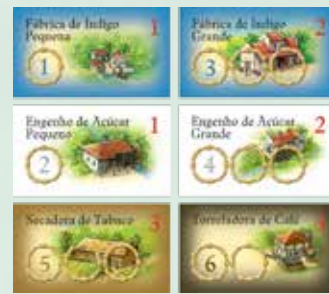 Fábrica de Índigo
Pequena
1
1
Fábrica de Índigo
Grande
2
3
Engenho de Açúcar
Pequeno
1
2
Engenho de Açúcar
Grande
2
4
Secadora de Tabaco
3
5
Torrefadora de Café
6